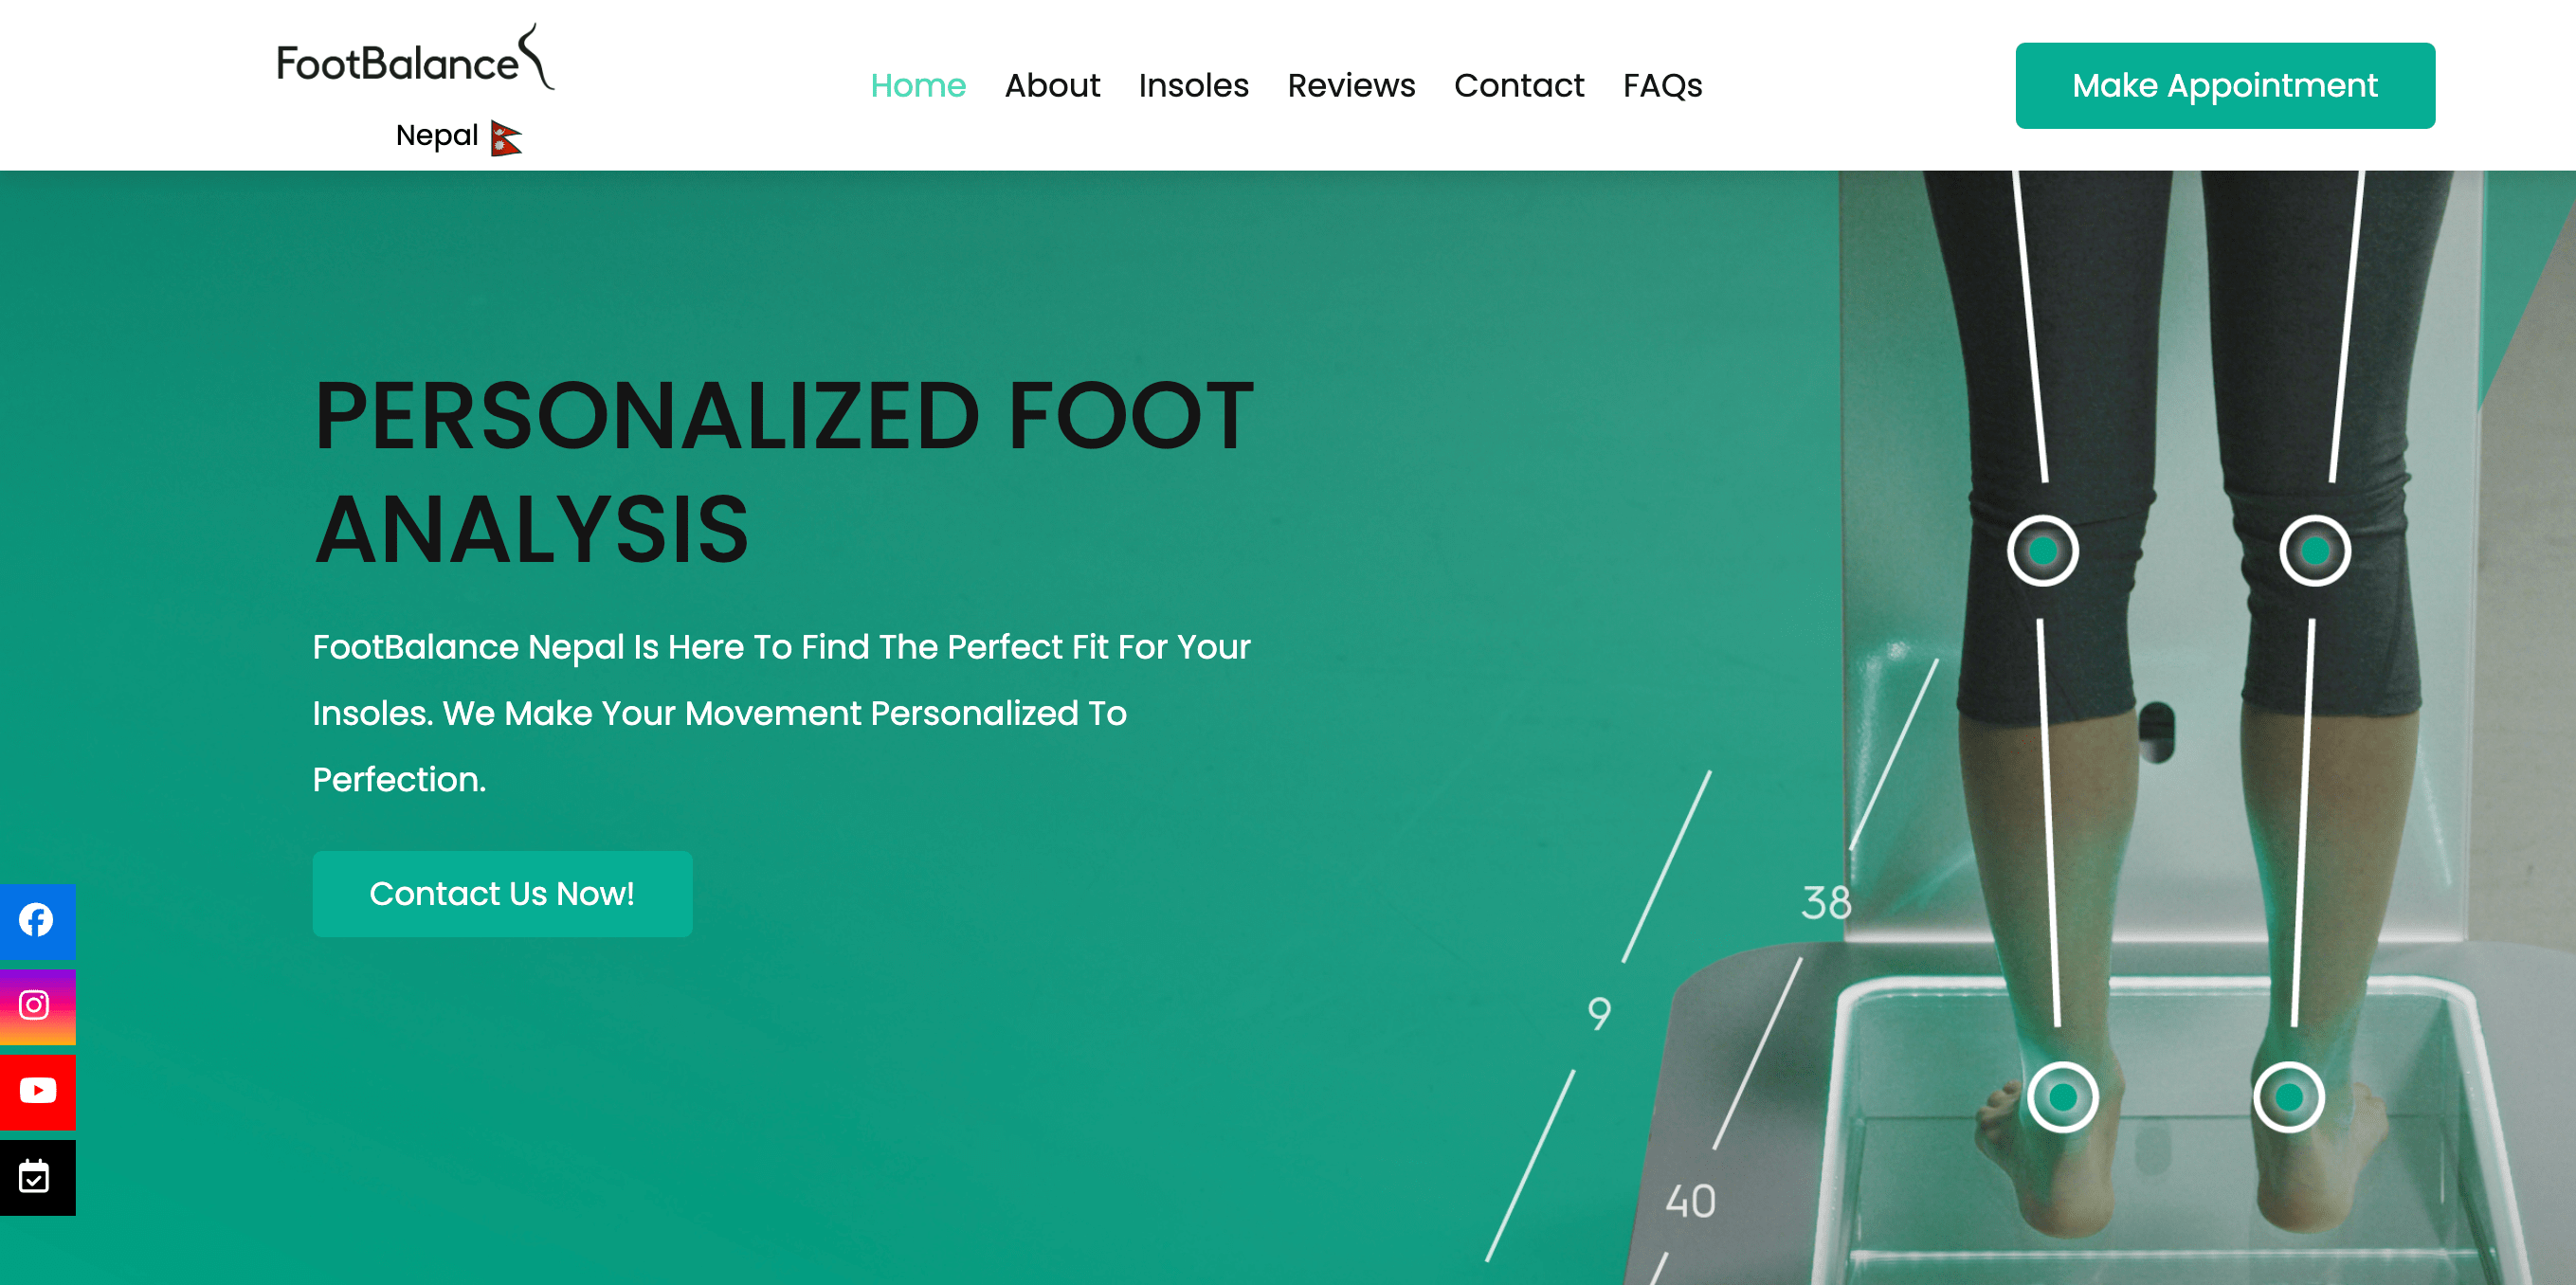 FootBalance
Nepal
Home About Insoles Reviews Contact FAQs
Make Appointment
PERSONALIZED FOOT
ANALYSIS
FootBalance Nepal Is Here To Find The Perfect Fit For Your
Insoles. We Make Your Movement Personalized To
Perfection.
Contact Us Now!
38
9
40